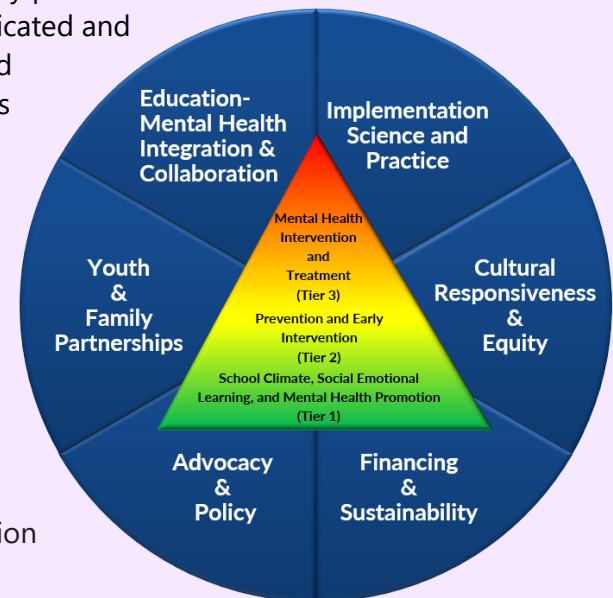 icated and
d
s
Education-
Mental Health
Integration &
Collaboration
Implementation
Science and
Practice
Mental Health
Intervention
and
Treatment
(Tier 3)
Youth
&
Family
Partnerships
Cultural
Responsiveness
&
Equity
Prevention and Early
Intervention
(Tier 2)
School Climate, Social Emotional
Learning, and Mental Health Promotion
(Tier 1)
Advocacy
&
Policy
Financing
&
Sustainability
ion